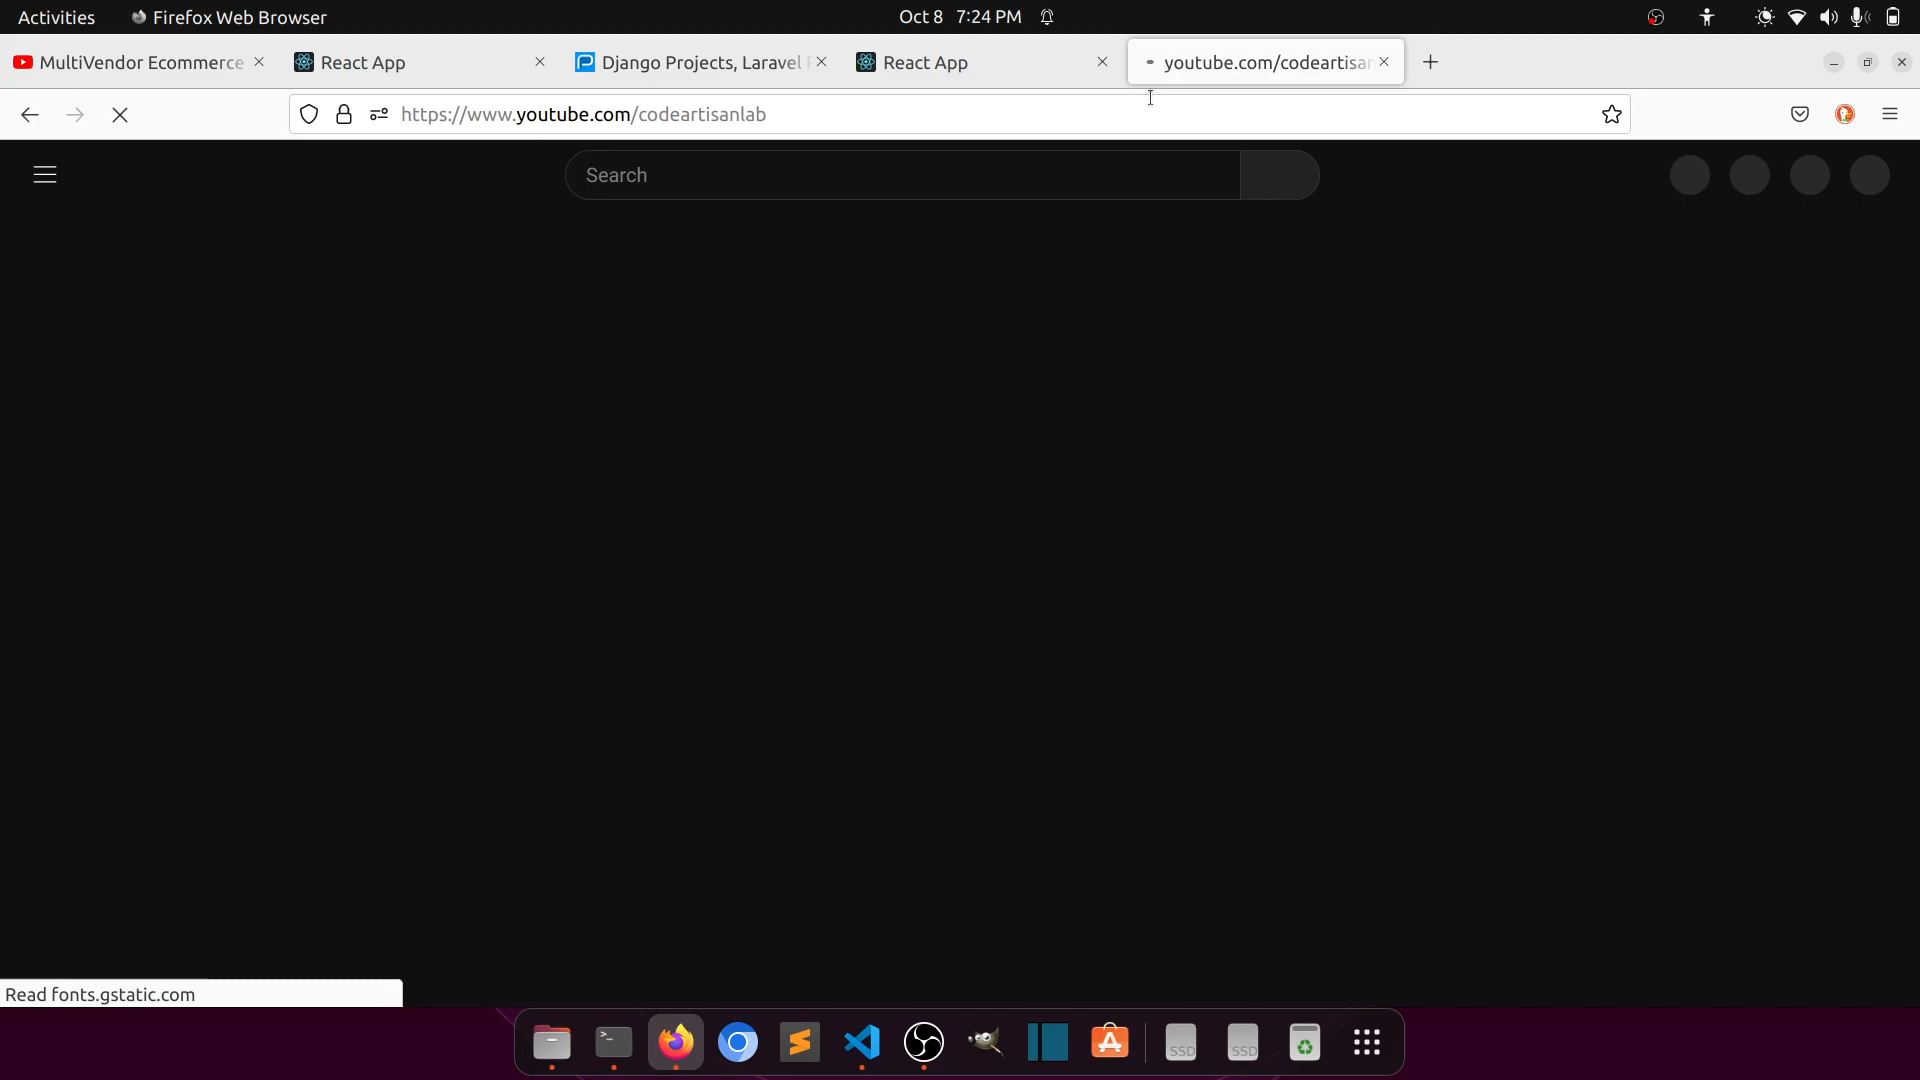 Activities
Firefox Web Browser
Oct 8 7:24 PM
MultiVendor Ecommerce
React App
Django Projects, Laravel
React App
youtube.com/codeartisan
https://www.youtube.com/codeartisanlab
Search
Read fonts.gstatic.com
>_
SSD
SSD